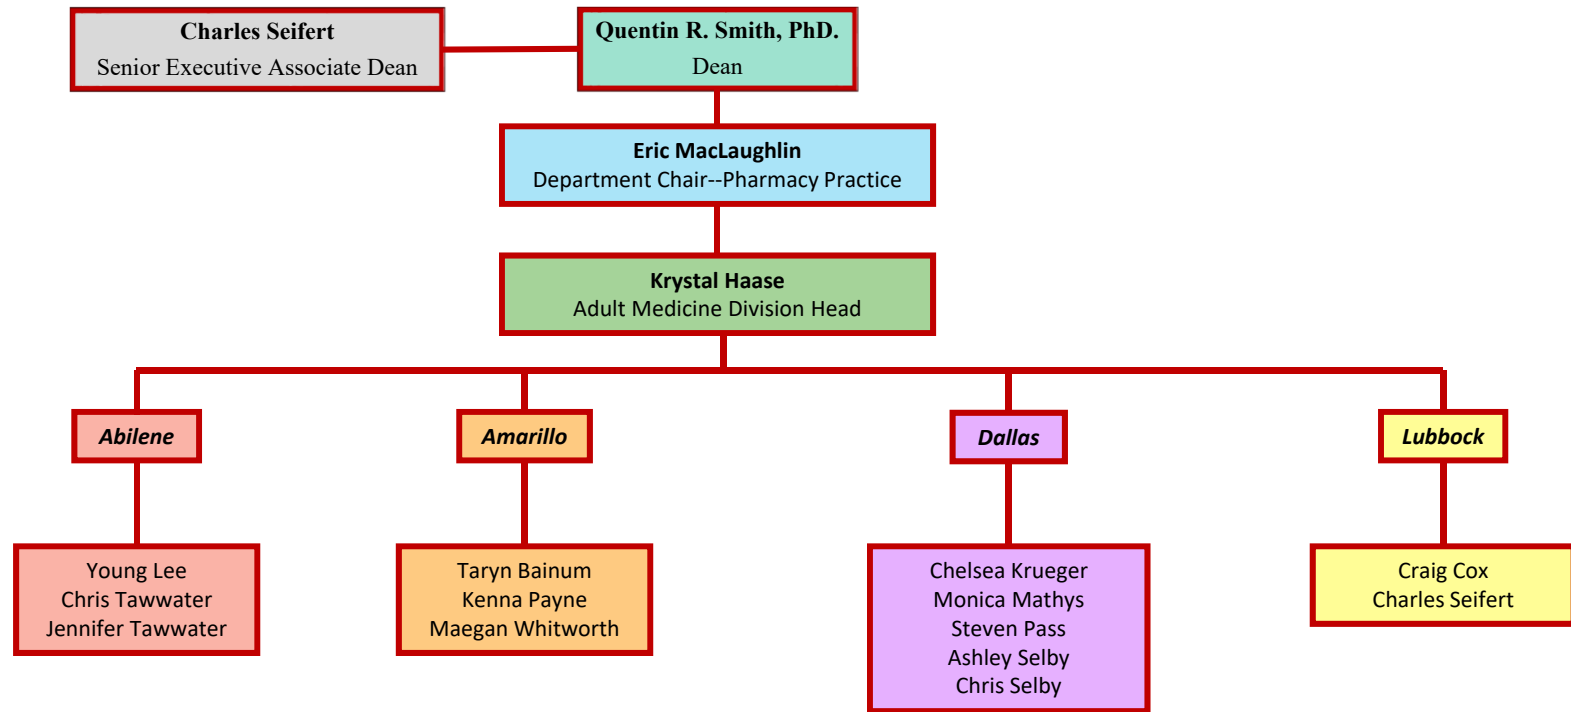 Charles Seifert
Senior Executive Associate Dean
Quentin R. Smith, PhD.
Dean
Eric MacLaughlin
Department Chair--Pharmacy Practice
Krystal Haase
Adult Medicine Division Head
Abilene
Amarillo
Dallas
Lubbock
Young Lee
Chris Tawwater
Jennifer Tawwater
Taryn Bainum
Kenna Payne
Maegan Whitworth
Chelsea Krueger
Monica Mathys
Steven Pass
Ashley Selby
Chris Selby
Craig Cox
Charles Seifert